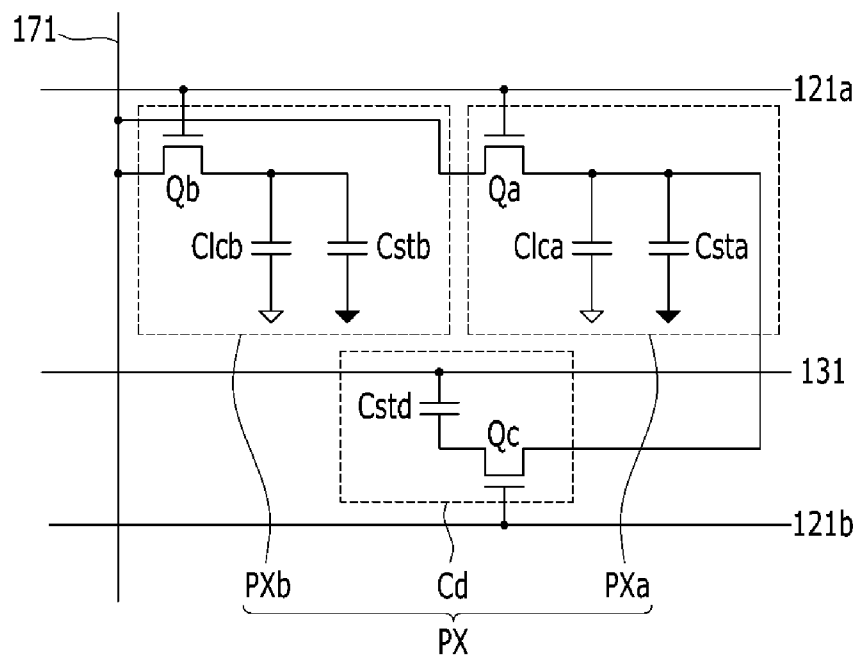 171
121a
Qb
Qa
Clcb
Cstb
Clca
Csta
131
Cstd
Qc
121b
PXb
Cd
PXa
PX